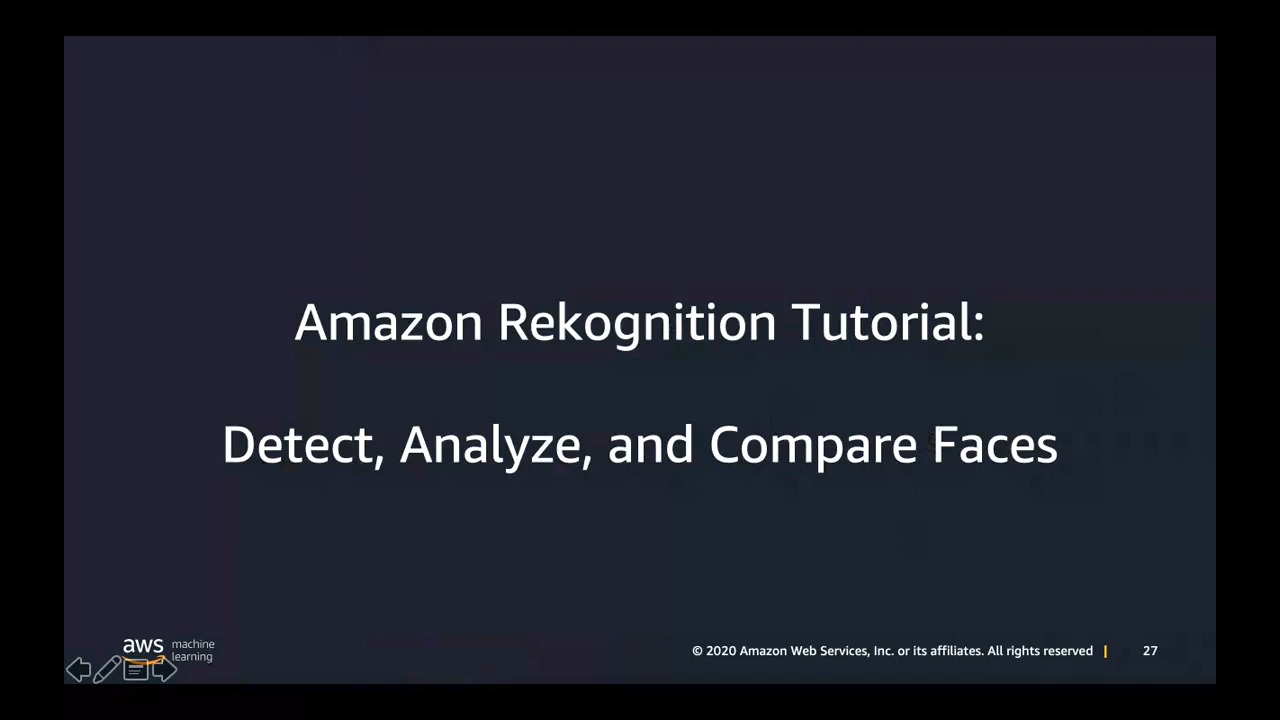 Amazon Rekognition Tutorial:
Detect, Analyze, and Compare Faces
aws machine
learning
© 2020 Amazon Web Services, Inc. or its affiliates. All rights reserved | 27